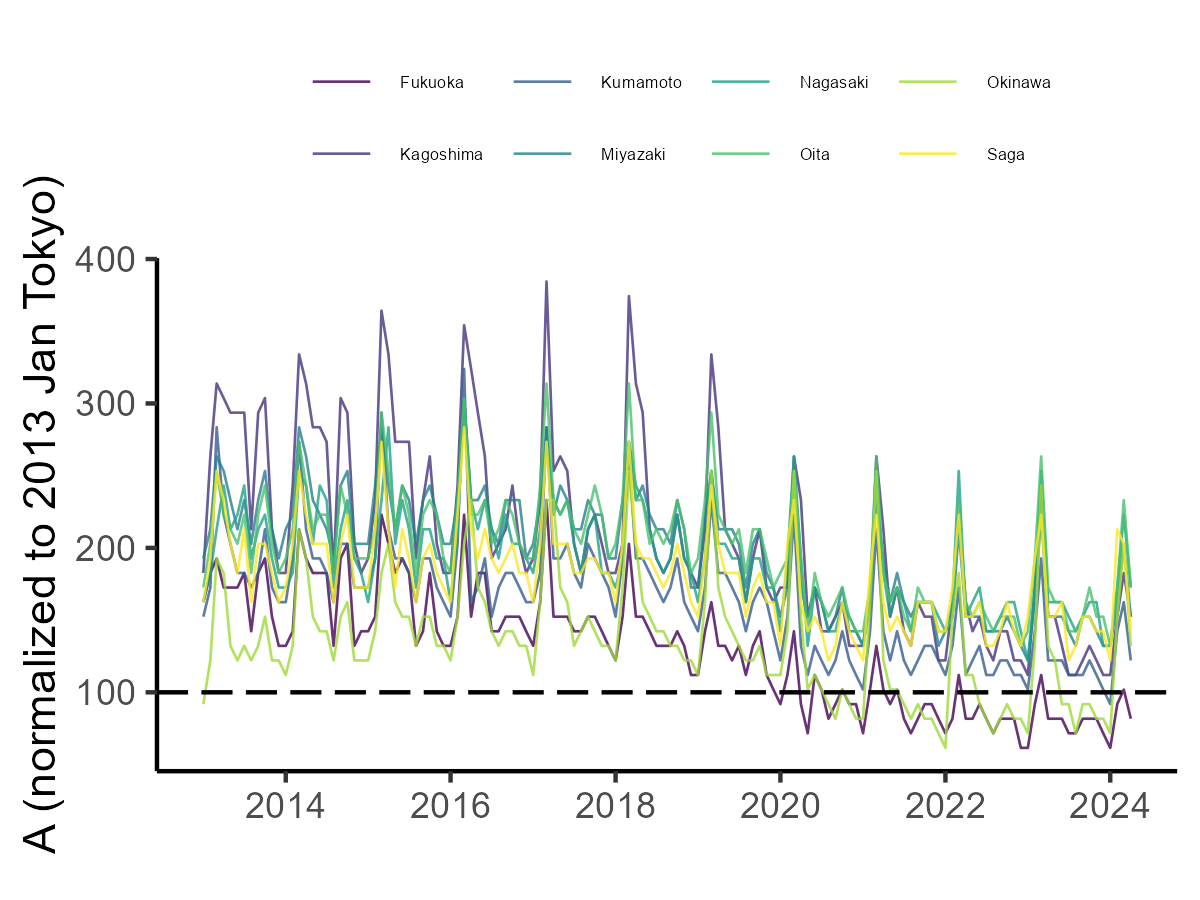 Fukuoka Kumamoto Nagasaki Okinawa
Kagoshima Miyazaki Oita Saga
A (normalized to 2013 Jan Tokyo)
400
300
200
100
2014 2016 2018 2020 2022 2024